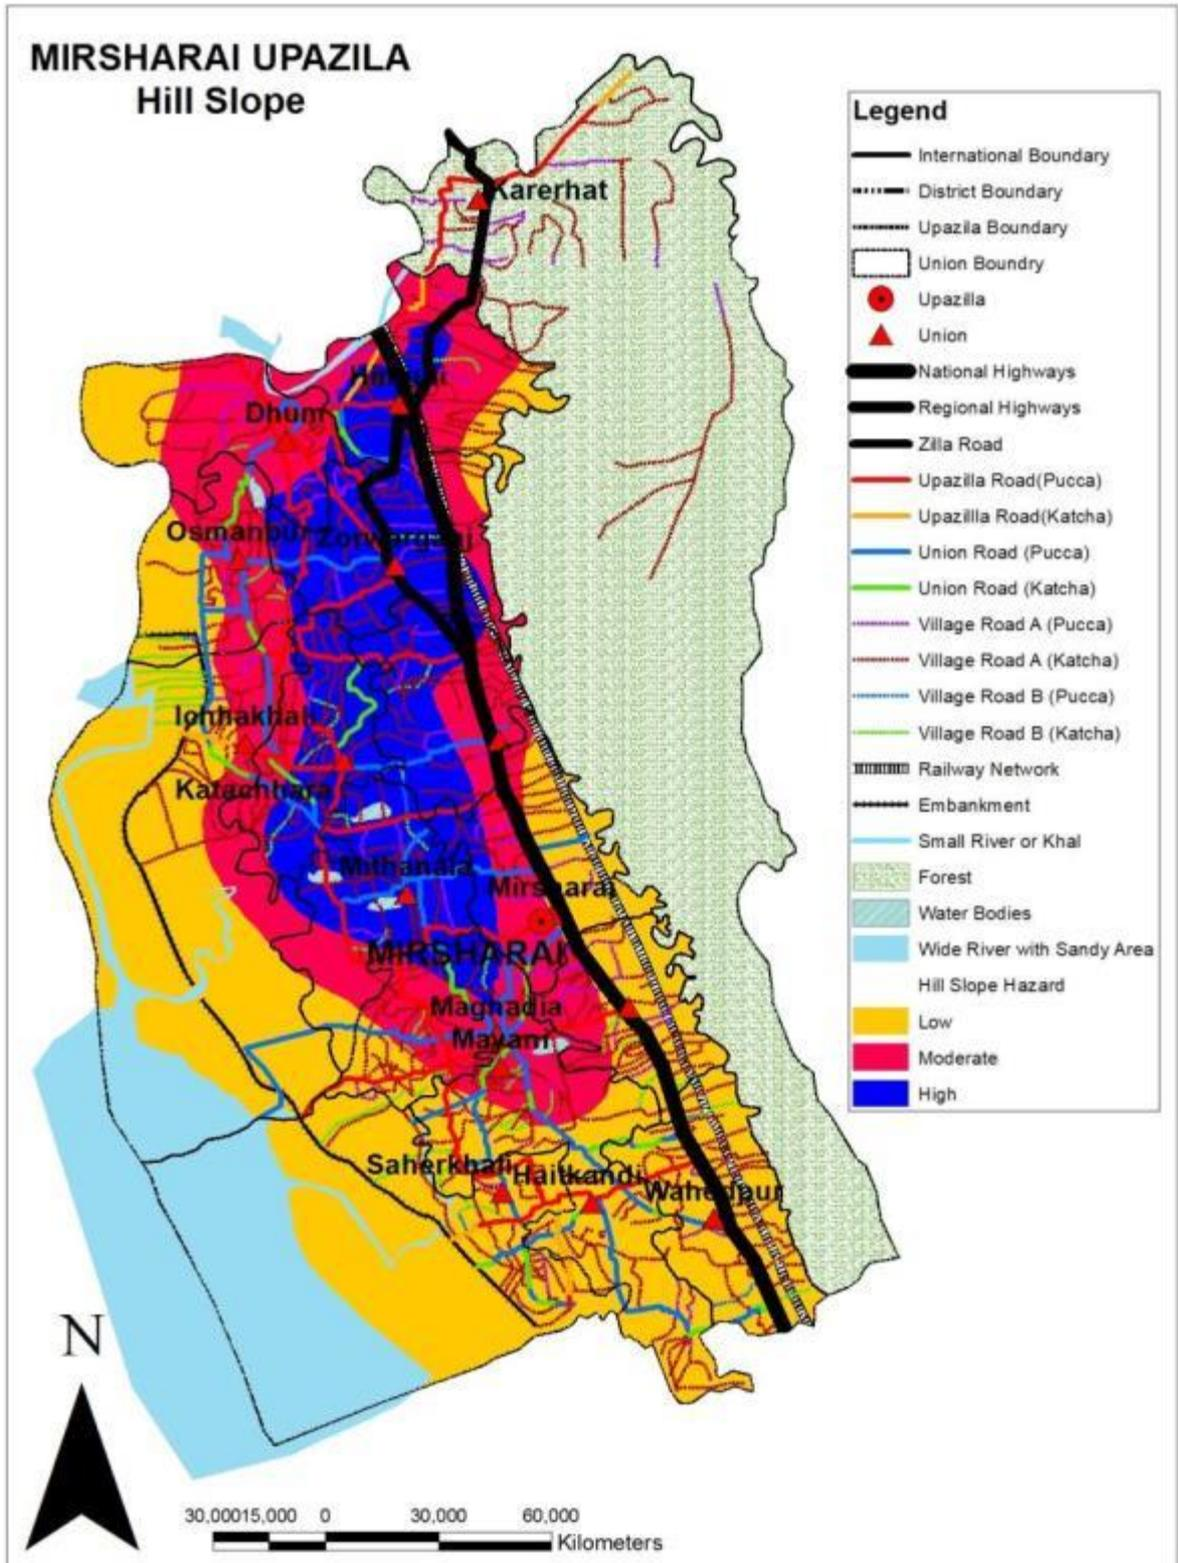 MIRSHARAI UPAZILA
Hill Slope
Legend
International Boundary
District Boundary
Upazila Boundary
Union Boundry
Upazilla
Union
National Highways
Regional Highways
Zilla Road
Upazilla Road(Pucca)
Upazillla Road(Katcha)
Union Road (Pucca)
Union Road (Katcha)
Village Road A (Pucca)
Village Road A (Katcha)
Village Road B (Pucca)
Village Road B (Katcha)
Railway Network
Embankment
Small River or Khal
Forest
Water Bodies
Wide River with Sandy Area
Hill Slope Hazard
Low
Moderate
High
Karerhat
Dhum
Osmanpur
Katachhara
Mithanala
Mirsharai
MIRSHARAI
Maghadia
Mayani
Saherkhali
Haitkandi
Wahedpur
N
30,00015,000 0 30,000 60,000
Kilometers